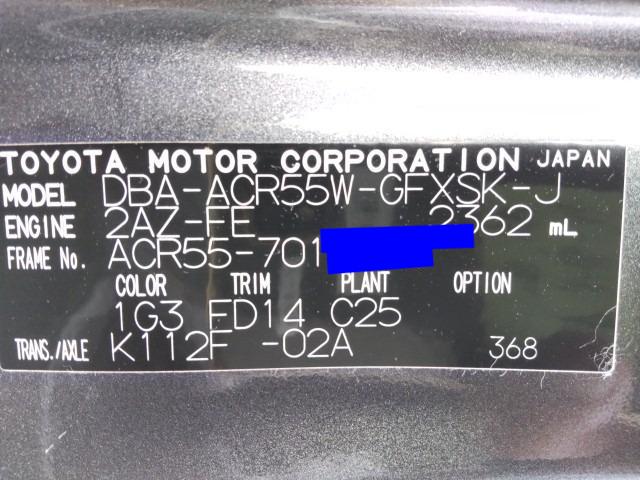 TOYOTA MOTOR CORPORATION JAPAN
MODEL DBA-ACR55W-GFXSK-J
ENGINE 2AZ-FE 2362 mL
FRAME No. ACR55-701
COLOR TRIM PLANT OPTION
1G3 FD14 C25
TRANS./AXLE K112F -02A 368